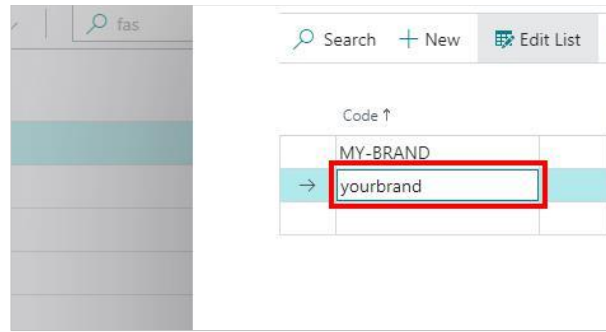 fas
Search + New Edit List
Code ↑
MY-BRAND
→ yourbrand